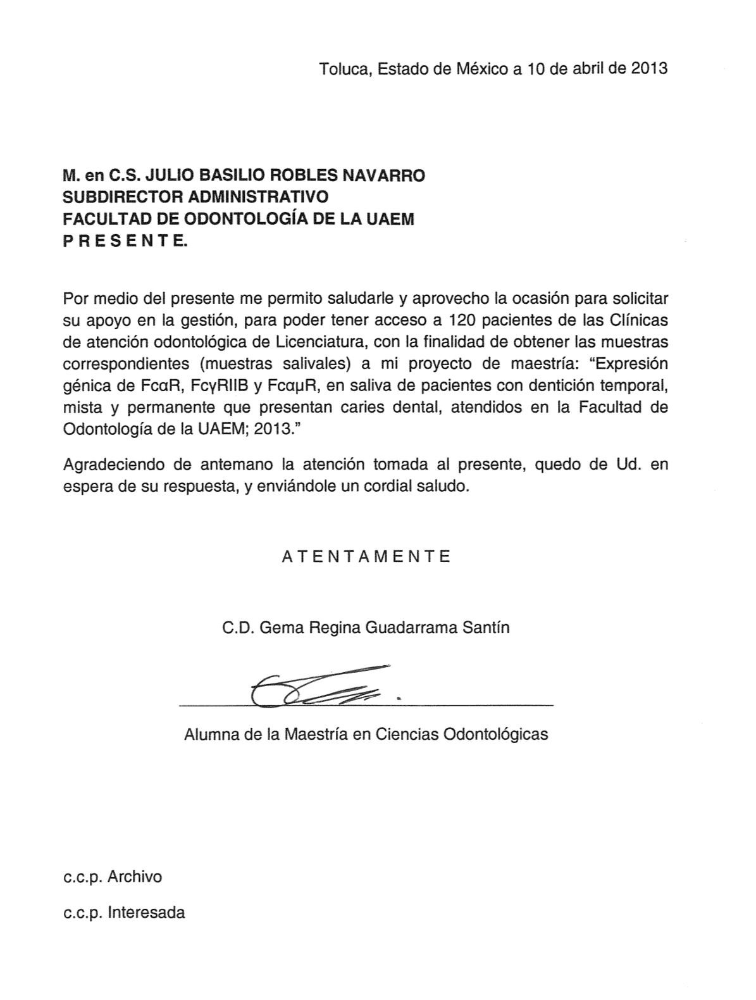 Toluca, Estado de México a 10 de abril de 2013
M. en C.S. JULIO BASILIO ROBLES NAVARRO
SUBDIRECTOR ADMINISTRATIVO
FACULTAD DE ODONTOLOGÍA DE LA UAEM
P R E S E N T E.
Por medio del presente me permito saludarle y aprovecho la ocasión para solicitar
su apoyo en la gestión, para poder tener acceso a 120 pacientes de las Clínicas
de atención odontológica de Licenciatura, con la finalidad de obtener las muestras
correspondientes (muestras salivales) a mi proyecto de maestría: “Expresión
génica de FcαR, FcγRIIB y FcαµR, en saliva de pacientes con dentición temporal,
mista y permanente que presentan caries dental, atendidos en la Facultad de
Odontología de la UAEM; 2013.”
Agradeciendo de antemano la atención tomada al presente, quedo de Ud. en
espera de su respuesta, y enviándole un cordial saludo.
A T E N T A M E N T E
C.D. Gema Regina Guadarrama Santín
Alumna de la Maestría en Ciencias Odontológicas
c.c.p. Archivo
c.c.p. Interesada